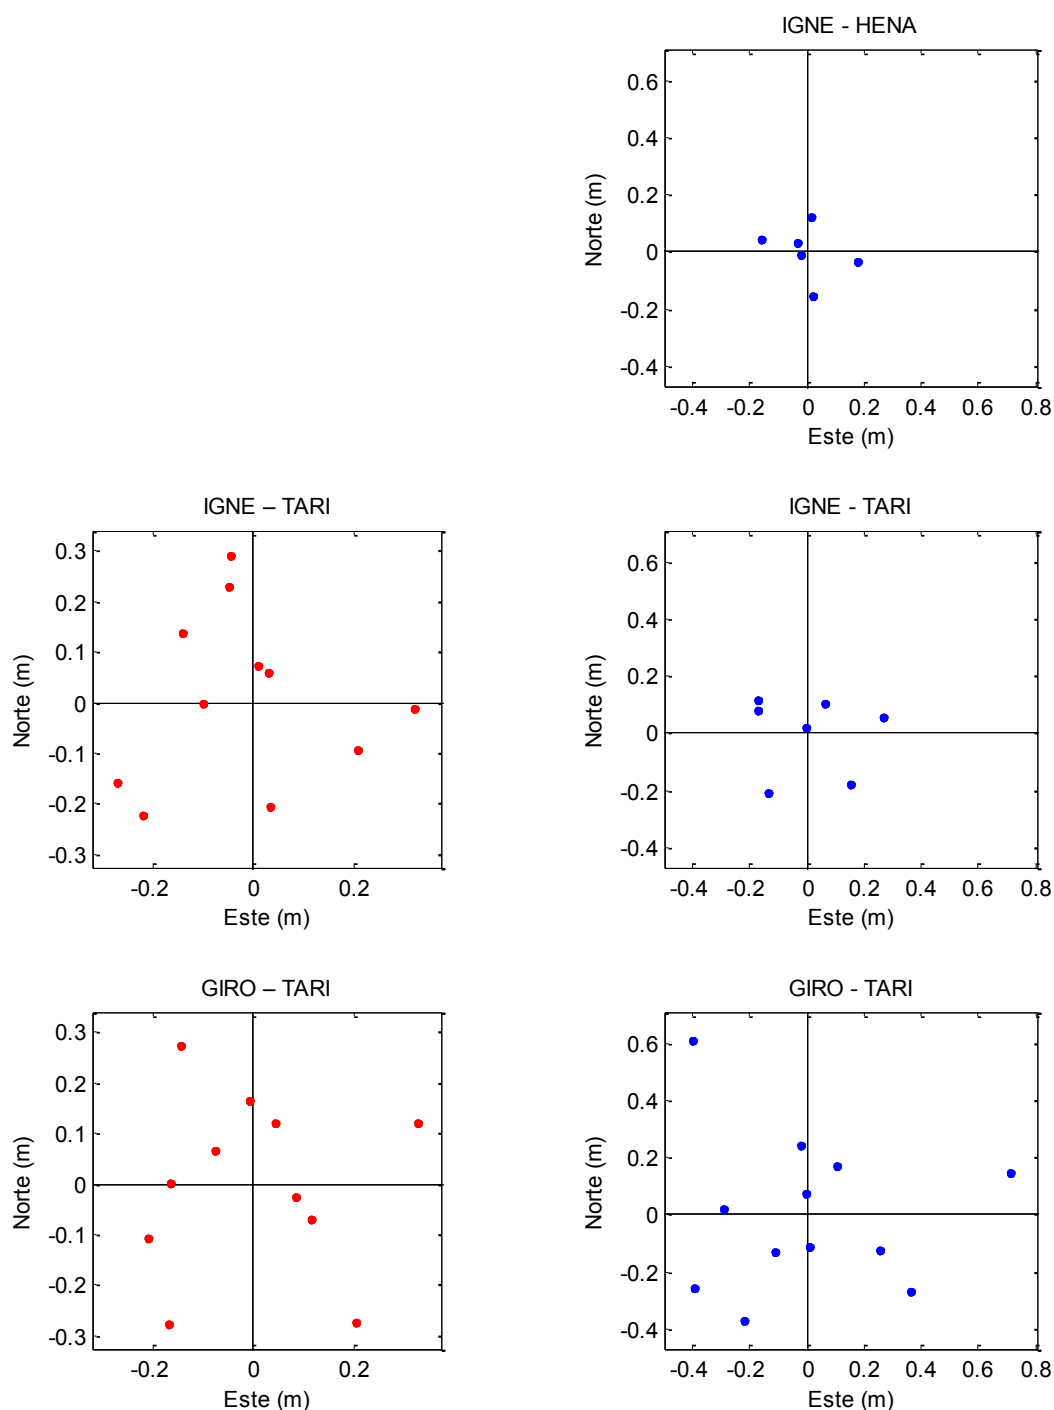 IGNE - HENA
0.6
0.4
0.2
0
-0.2
-0.4
Norte (m)
-0.4 -0.2 0 0.2 0.4 0.6 0.8
Este (m)
IGNE – TARI
0.3
0.2
0.1
0
-0.1
-0.2
-0.3
Norte (m)
-0.2 0 0.2
Este (m)
IGNE - TARI
0.6
0.4
0.2
0
-0.2
-0.4
Norte (m)
-0.4 -0.2 0 0.2 0.4 0.6 0.8
Este (m)
GIRO – TARI
0.3
0.2
0.1
0
-0.1
-0.2
-0.3
Norte (m)
-0.2 0 0.2
Este (m)
GIRO - TARI
0.6
0.4
0.2
0
-0.2
-0.4
Norte (m)
-0.4 -0.2 0 0.2 0.4 0.6 0.8
Este (m)